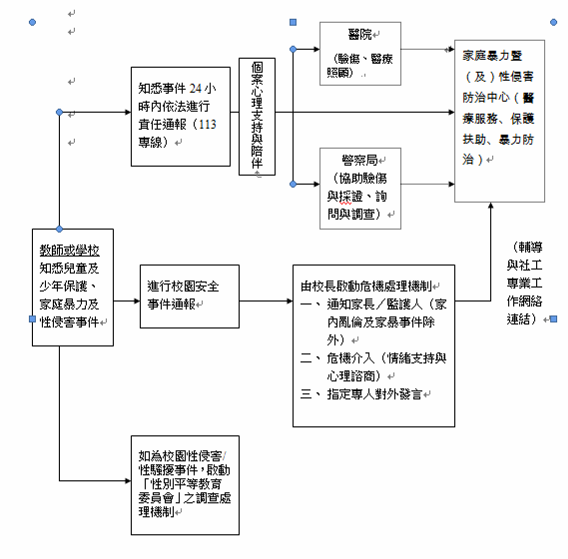 醫院
（驗傷、醫療
照顧）
家庭暴力暨
（及）性侵害
防治中心（醫
療服務、保護
扶助、暴力防
治）
知悉事件 24 小
時內依法進行
責任通報（113
專線）
個案心理支持與陪伴
警察局
（協助驗傷
與採證、詢
問與調查）
教師或學校
知悉兒童及
少年保護、
家庭暴力及
性侵害事件
進行校園安全
事件通報
由校長啟動危機處理機制
一、 通知家長／監護人（家
內亂倫及家暴事件除
外）
二、 危機介入（情緒支持與
心理諮商）
三、 指定專人對外發言
（輔導
與社工
專業工
作網絡
連結）
如為校園性侵害/
性騷擾事件，啟動
「性別平等教育
委員會」之調查處
理機制